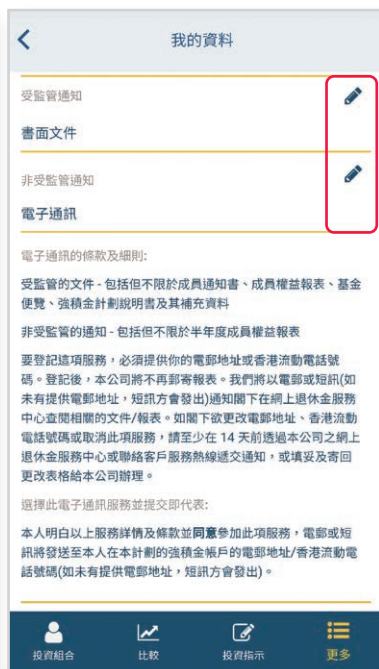 我的資料
受監管通知
書面文件
非受監管通知
電子通訊
電子通訊的條款及細則:
受監管的文件 - 包括但不限於成員通知書、成員權益報表、基金
便覽、強積金計劃說明書及其補充資料
非受監管的通知 - 包括但不限於半年度成員權益報表
要登記這項服務,必須提供你的電郵地址或香港流動電話號
碼。登記後,本公司將不再郵寄報表。我們將以電郵或短訊(如
未有提供電郵地址,短訊方會發出)通知閣下在網上退休金服務
中心查閱相關的文件/報表。如閣下欲更改電郵地址、香港流動
電話號碼或取消此項服務,請至少在 14 天前透過本公司之網上
退休金服務中心或聯絡客戶服務熱線遞交通知,或填妥及寄回
更改表格給本公司辦理。
選擇此電子通訊服務並提交即代表:
本人明白以上服務詳情及條款並同意參加此項服務,電郵或短
訊將發送至本人在本計劃的強積金帳戶的電郵地址/香港流動電
話號碼(如未有提供電郵地址,短訊方會發出)。
投資組合 比較 投資指示 更多